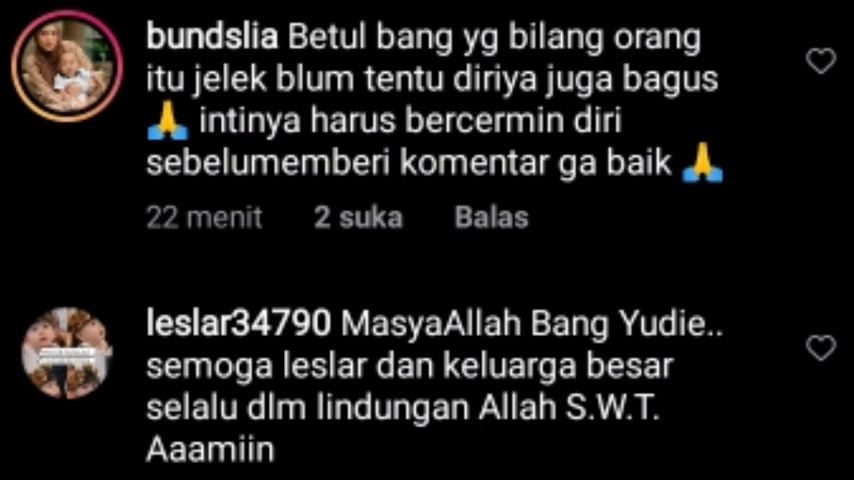 bundslia Betul bang yg bilang orang
itu jelek blum tentu diriya juga bagus
🙏 intinya harus bercermin diri
sebelumemberi komentar ga baik 🙏
22 menit 2 suka Balas
leslar34790 MasyaAllah Bang Yudie..
semoga leslar dan keluarga besar
selalu dlm lindungan Allah S.W.T.
Aaamiin